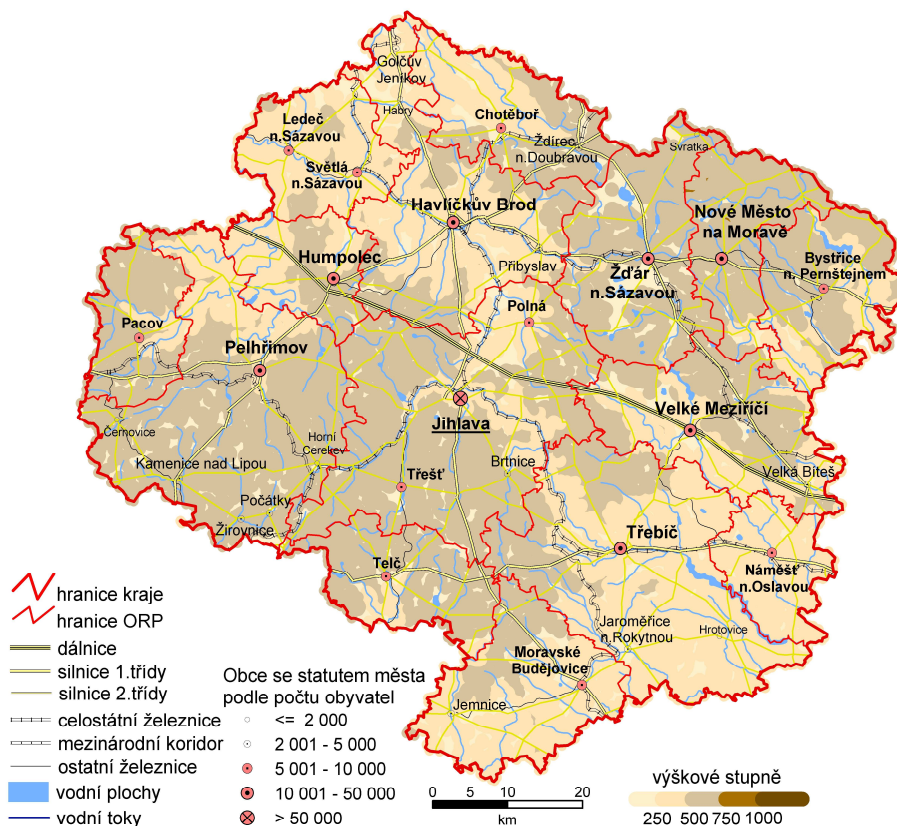 Golčův
Jeníkov
Habry
Chotěboř
Ledeč
n.Sázavou
Ždírec
n.Doubravou
Svratka
Světlá
n.Sázavou
Havlíčkův Brod
Nové Město
na Moravě
Humpolec
Přibyslav
Žďár
n.Sázavou
Bystřice
n. Pernštejnem
Polná
Pacov
Pelhřimov
Velké Meziříčí
Jihlava
Černovice
Horní
Cerekev
Kamenice nad Lipou
Brtnice
Velká Bíteš
Třešť
Počátky
Žirovnice
Třebíč
Telč
Náměšť
n.Oslavou
Jaroměřice
n.Rokytnou
Hrotovice
Moravské
Budějovice
Jemnice
hranice kraje
hranice ORP
dálnice
silnice 1.třídy
silnice 2.třídy
celostátní železnice
mezinárodní koridor
ostatní železnice
vodní plochy
vodní toky
Obce se statutem města
podle počtu obyvatel
<= 2 000
2 001 - 5 000
5 001 - 10 000
10 001 - 50 000
> 50 000
0 5 10 20
km
výškové stupně
250 500 750 1000